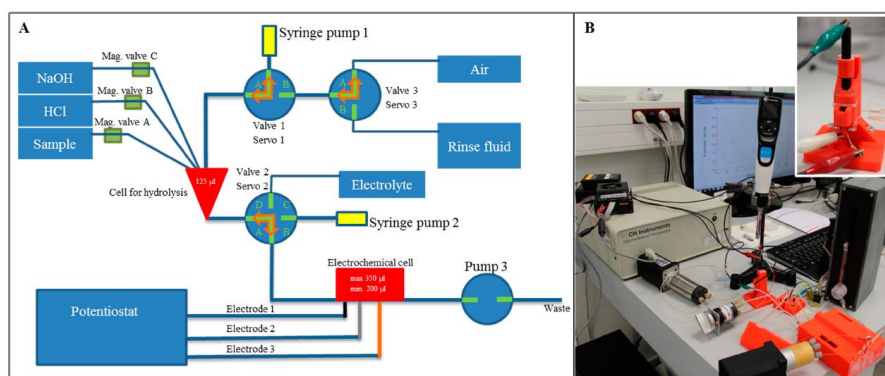 A
B
Syringe pump 1
Mag. valve C
NaOH
Mag. valve B
HCl
Mag. valve A
Sample
A
B
Valve 1
Servo 1
A
B
Valve 3
Servo 3
Air
Rinse fluid
125 µl
Cell for hydrolysis
Valve 2
Servo 2
D
C
A
B
Electrolyte
Syringe pump 2
Electrochemical cell
max 350 µl
min 200 µl
Pump 3
Waste
Potentiostat
Electrode 1
Electrode 2
Electrode 3
CH Instruments